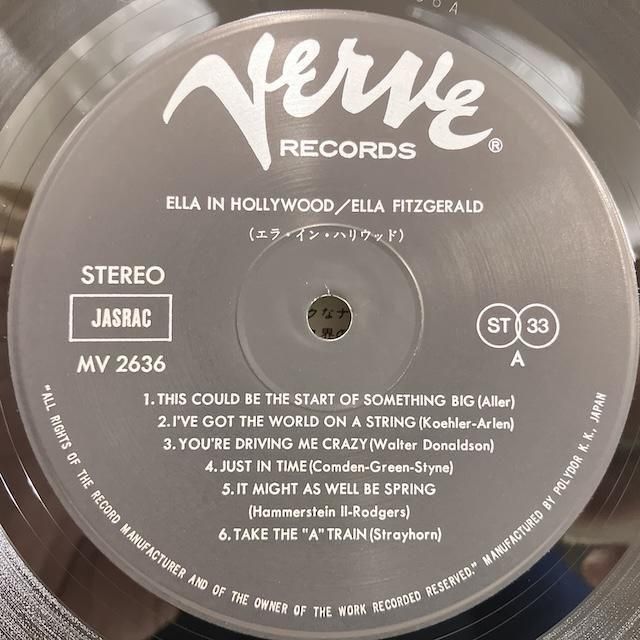 Verve
RECORDS ®
ELLA IN HOLLYWOOD/ELLA FITZGERALD
(エラ・イン・ハリウッド)
STEREO
JASRAC
MV 2636
ST 33
A
1. THIS COULD BE THE START OF SOMETHING BIG (Aller)
2. I'VE GOT THE WORLD ON A STRING (Koehler-Arlen)
3. YOU'RE DRIVING ME CRAZY (Walter Donaldson)
4. JUST IN TIME (Comden-Green-Styne)
5. IT MIGHT AS WELL BE SPRING
(Hammerstein II-Rodgers)
6. TAKE THE "A" TRAIN (Strayhorn)
"ALL RIGHTS OF THE RECORD MANUFACTURER AND OF THE OWNER OF THE WORK RECORDED RESERVED." MANUFACTURED BY POLYDOR K. K., JAPAN